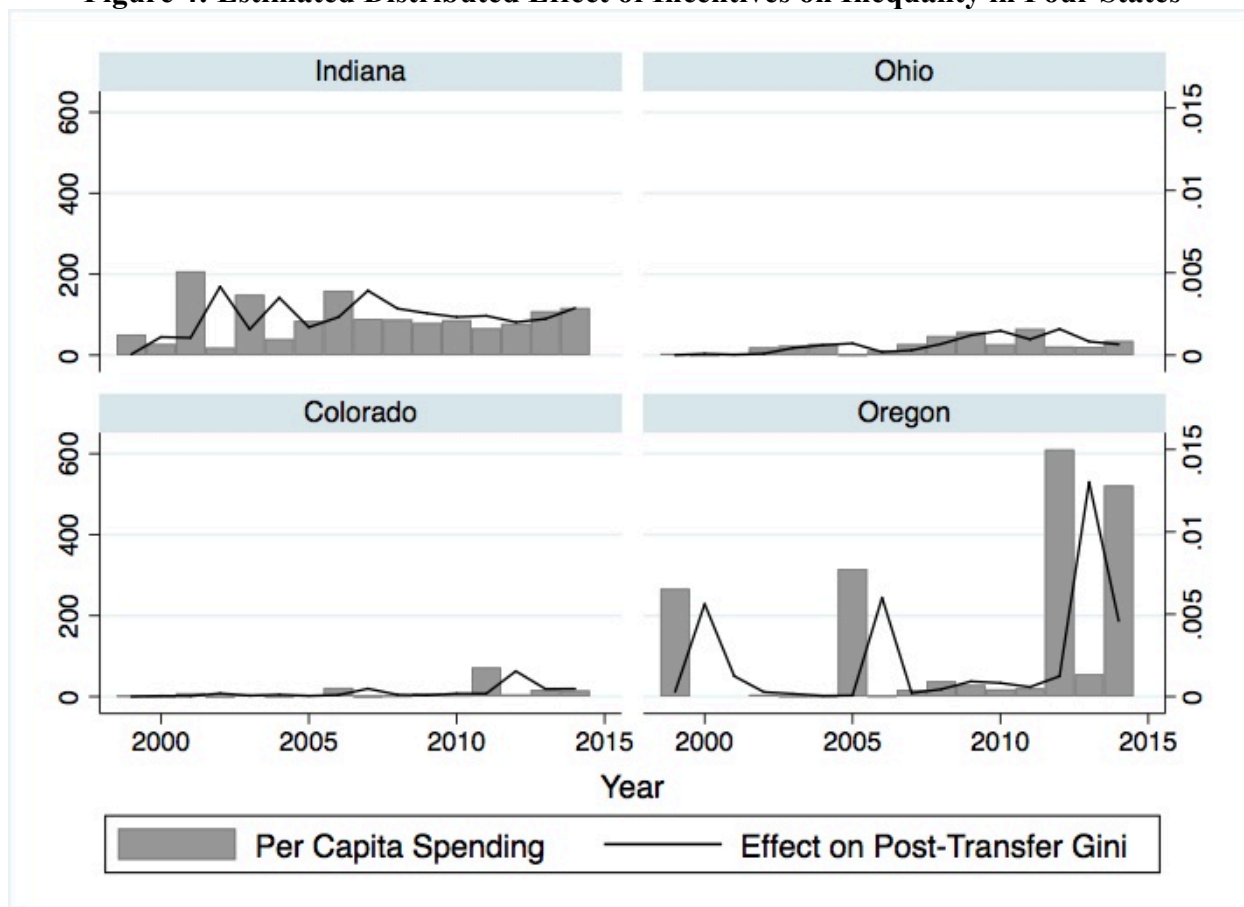 Figure 4: Estimated Distributed Effect of Incentives on Inequality in Four States
Indiana
Ohio
600
400
200
0
.015
.01
.005
0
Colorado
Oregon
600
400
200
0
.015
.01
.005
0
2000 2005 2010 2015
2000 2005 2010 2015
Year
Per Capita Spending
Effect on Post-Transfer Gini